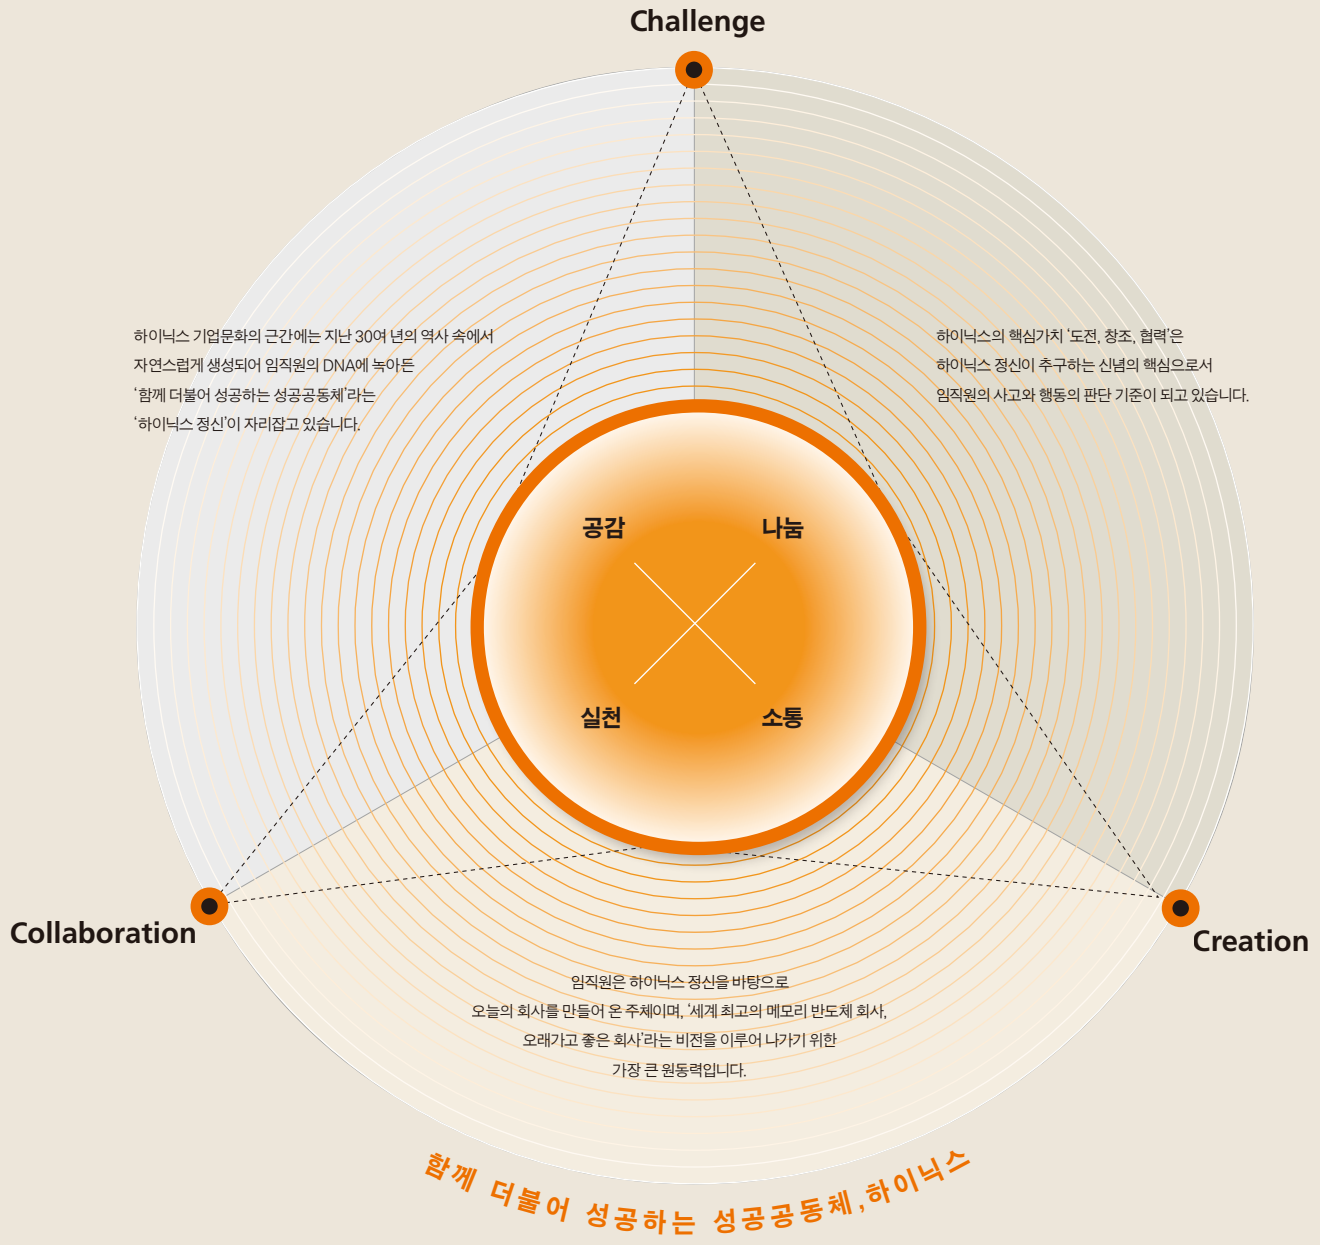 Challenge
하이닉스 기업문화의 근간에는 지난 30여 년의 역사 속에서
자연스럽게 생성되어 임직원의 DNA에 녹아든
‘함께 더불어 성공하는 성공공동체’라는
‘하이닉스 정신’이 자리잡고 있습니다.
하이닉스의 핵심가치 ‘도전, 창조, 협력’은
하이닉스 정신이 추구하는 신념의 핵심으로서
임직원의 사고와 행동의 판단 기준이 되고 있습니다.
공감
나눔
실천
소통
Collaboration
Creation
임직원은 하이닉스 정신을 바탕으로
오늘의 회사를 만들어 온 주체이며, ‘세계 최고의 메모리 반도체 회사,
오래가고 좋은 회사’라는 비전을 이루어 나가기 위한
가장 큰 원동력입니다.
함께 더불어 성공하는 성공공동체,하이닉스